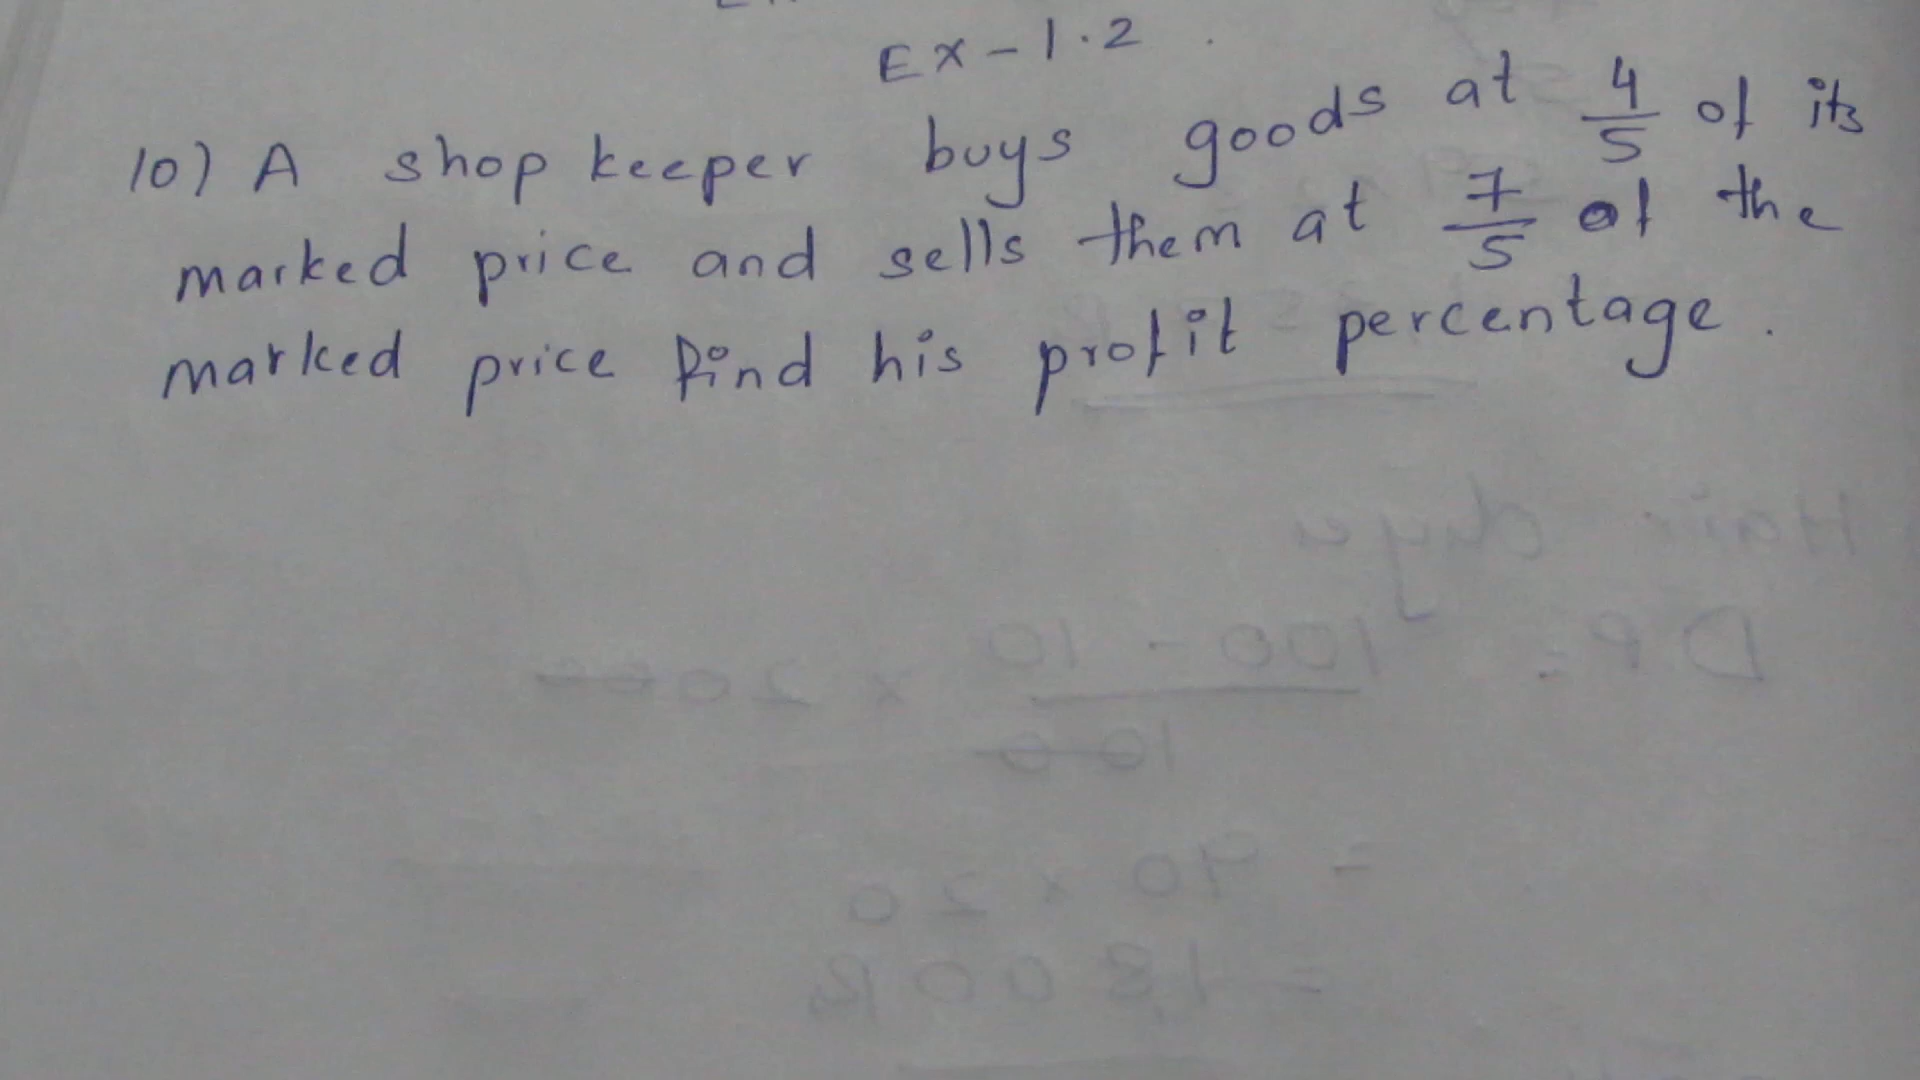 Ex-1.2
10) A shop keeper buys goods at 4/5 of its
marked price and sells them at 7/5 of the
marked price find his profit percentage.